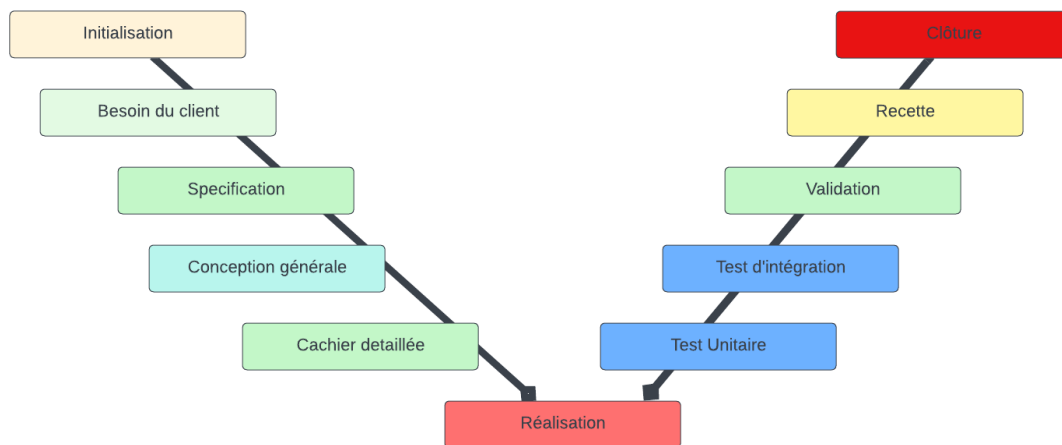 Initialisation
Clôture
Besoin du client
Recette
Specification
Validation
Conception générale
Test d'intégration
Cachier detaillée
Test Unitaire
Réalisation